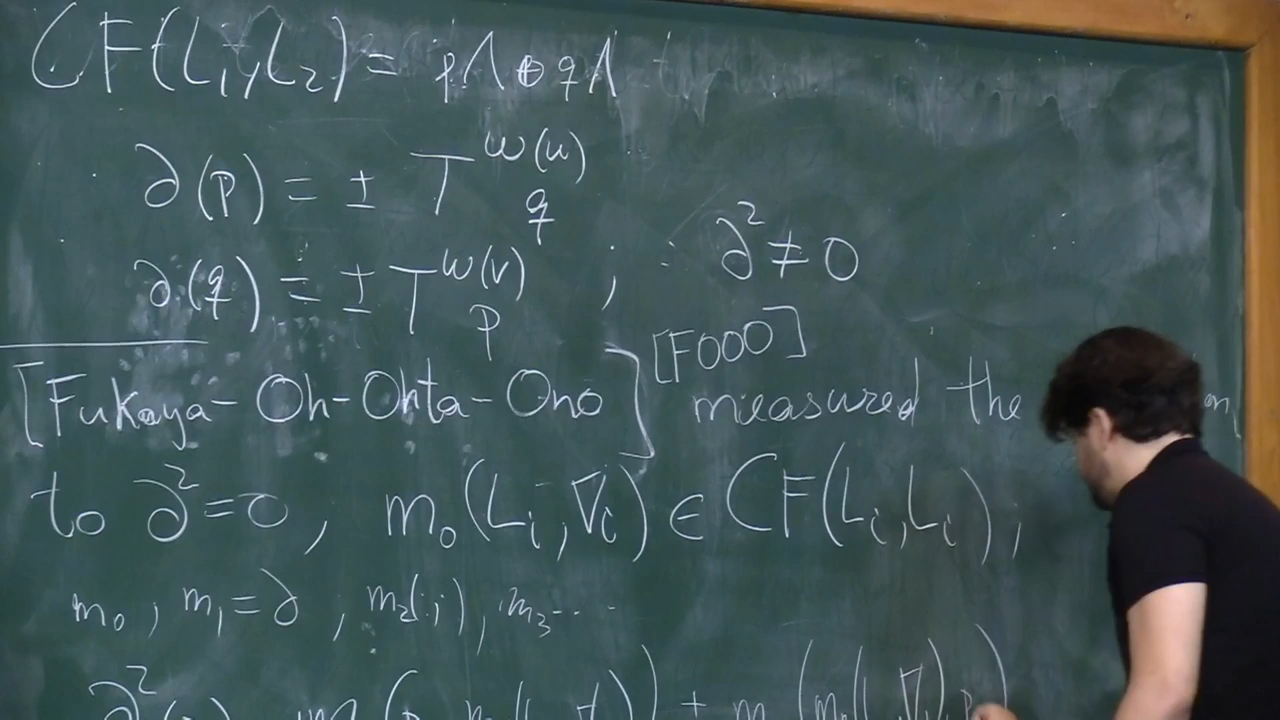 CF(L₁, L₂) = pΛ ⊕ qΛ
∂(p) = ± T^{w(u)} q
∂(q) = ± T^{w(v)} p ; ∂² ≠ 0
[Fukaya-Oh-Ohta-Ono] [FOOO] measured the
to ∂² = 0, m₀(Lᵢ, ∇ᵢ) ∈ CF(Lᵢ, Lᵢ),
m₀, m₁ = ∂, m₂(,), m₃ ...